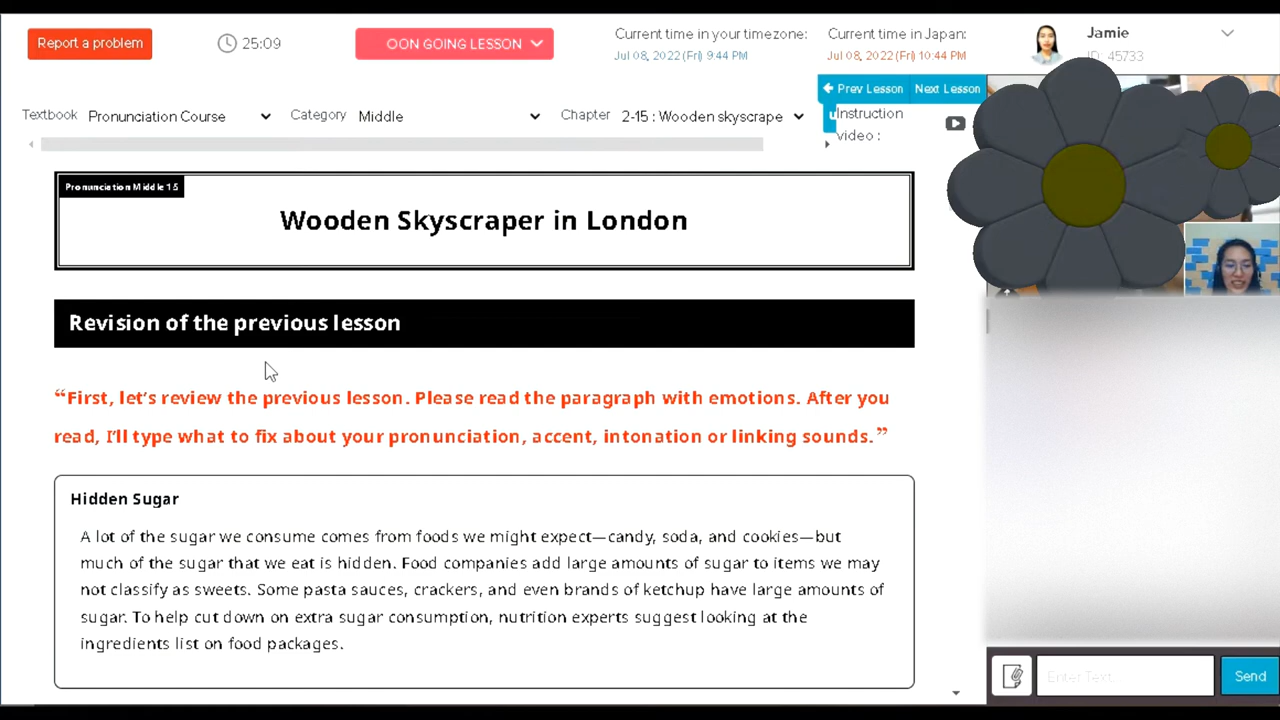 Report a problem
25:09
OON GOING LESSON
Current time in your timezone:
Jul 08, 2022 (Fri) 9:44 PM
Current time in Japan:
Jul 08, 2022 (Fri) 10:44 PM
Jamie
ID: 45733
Prev Lesson
Next Lesson
Textbook
Pronunciation Course
Category
Middle
Chapter
2-15 : Wooden skyscrape
Instruction
video :
Pronunciation Middle 15
Wooden Skyscraper in London
Revision of the previous lesson
“First, let’s review the previous lesson. Please read the paragraph with emotions. After you
read, I’ll type what to fix about your pronunciation, accent, intonation or linking sounds.”
Hidden Sugar
A lot of the sugar we consume comes from foods we might expect—candy, soda, and cookies—but
much of the sugar that we eat is hidden. Food companies add large amounts of sugar to items we may
not classify as sweets. Some pasta sauces, crackers, and even brands of ketchup have large amounts of
sugar. To help cut down on extra sugar consumption, nutrition experts suggest looking at the
ingredients list on food packages.
Enter Text.
Send